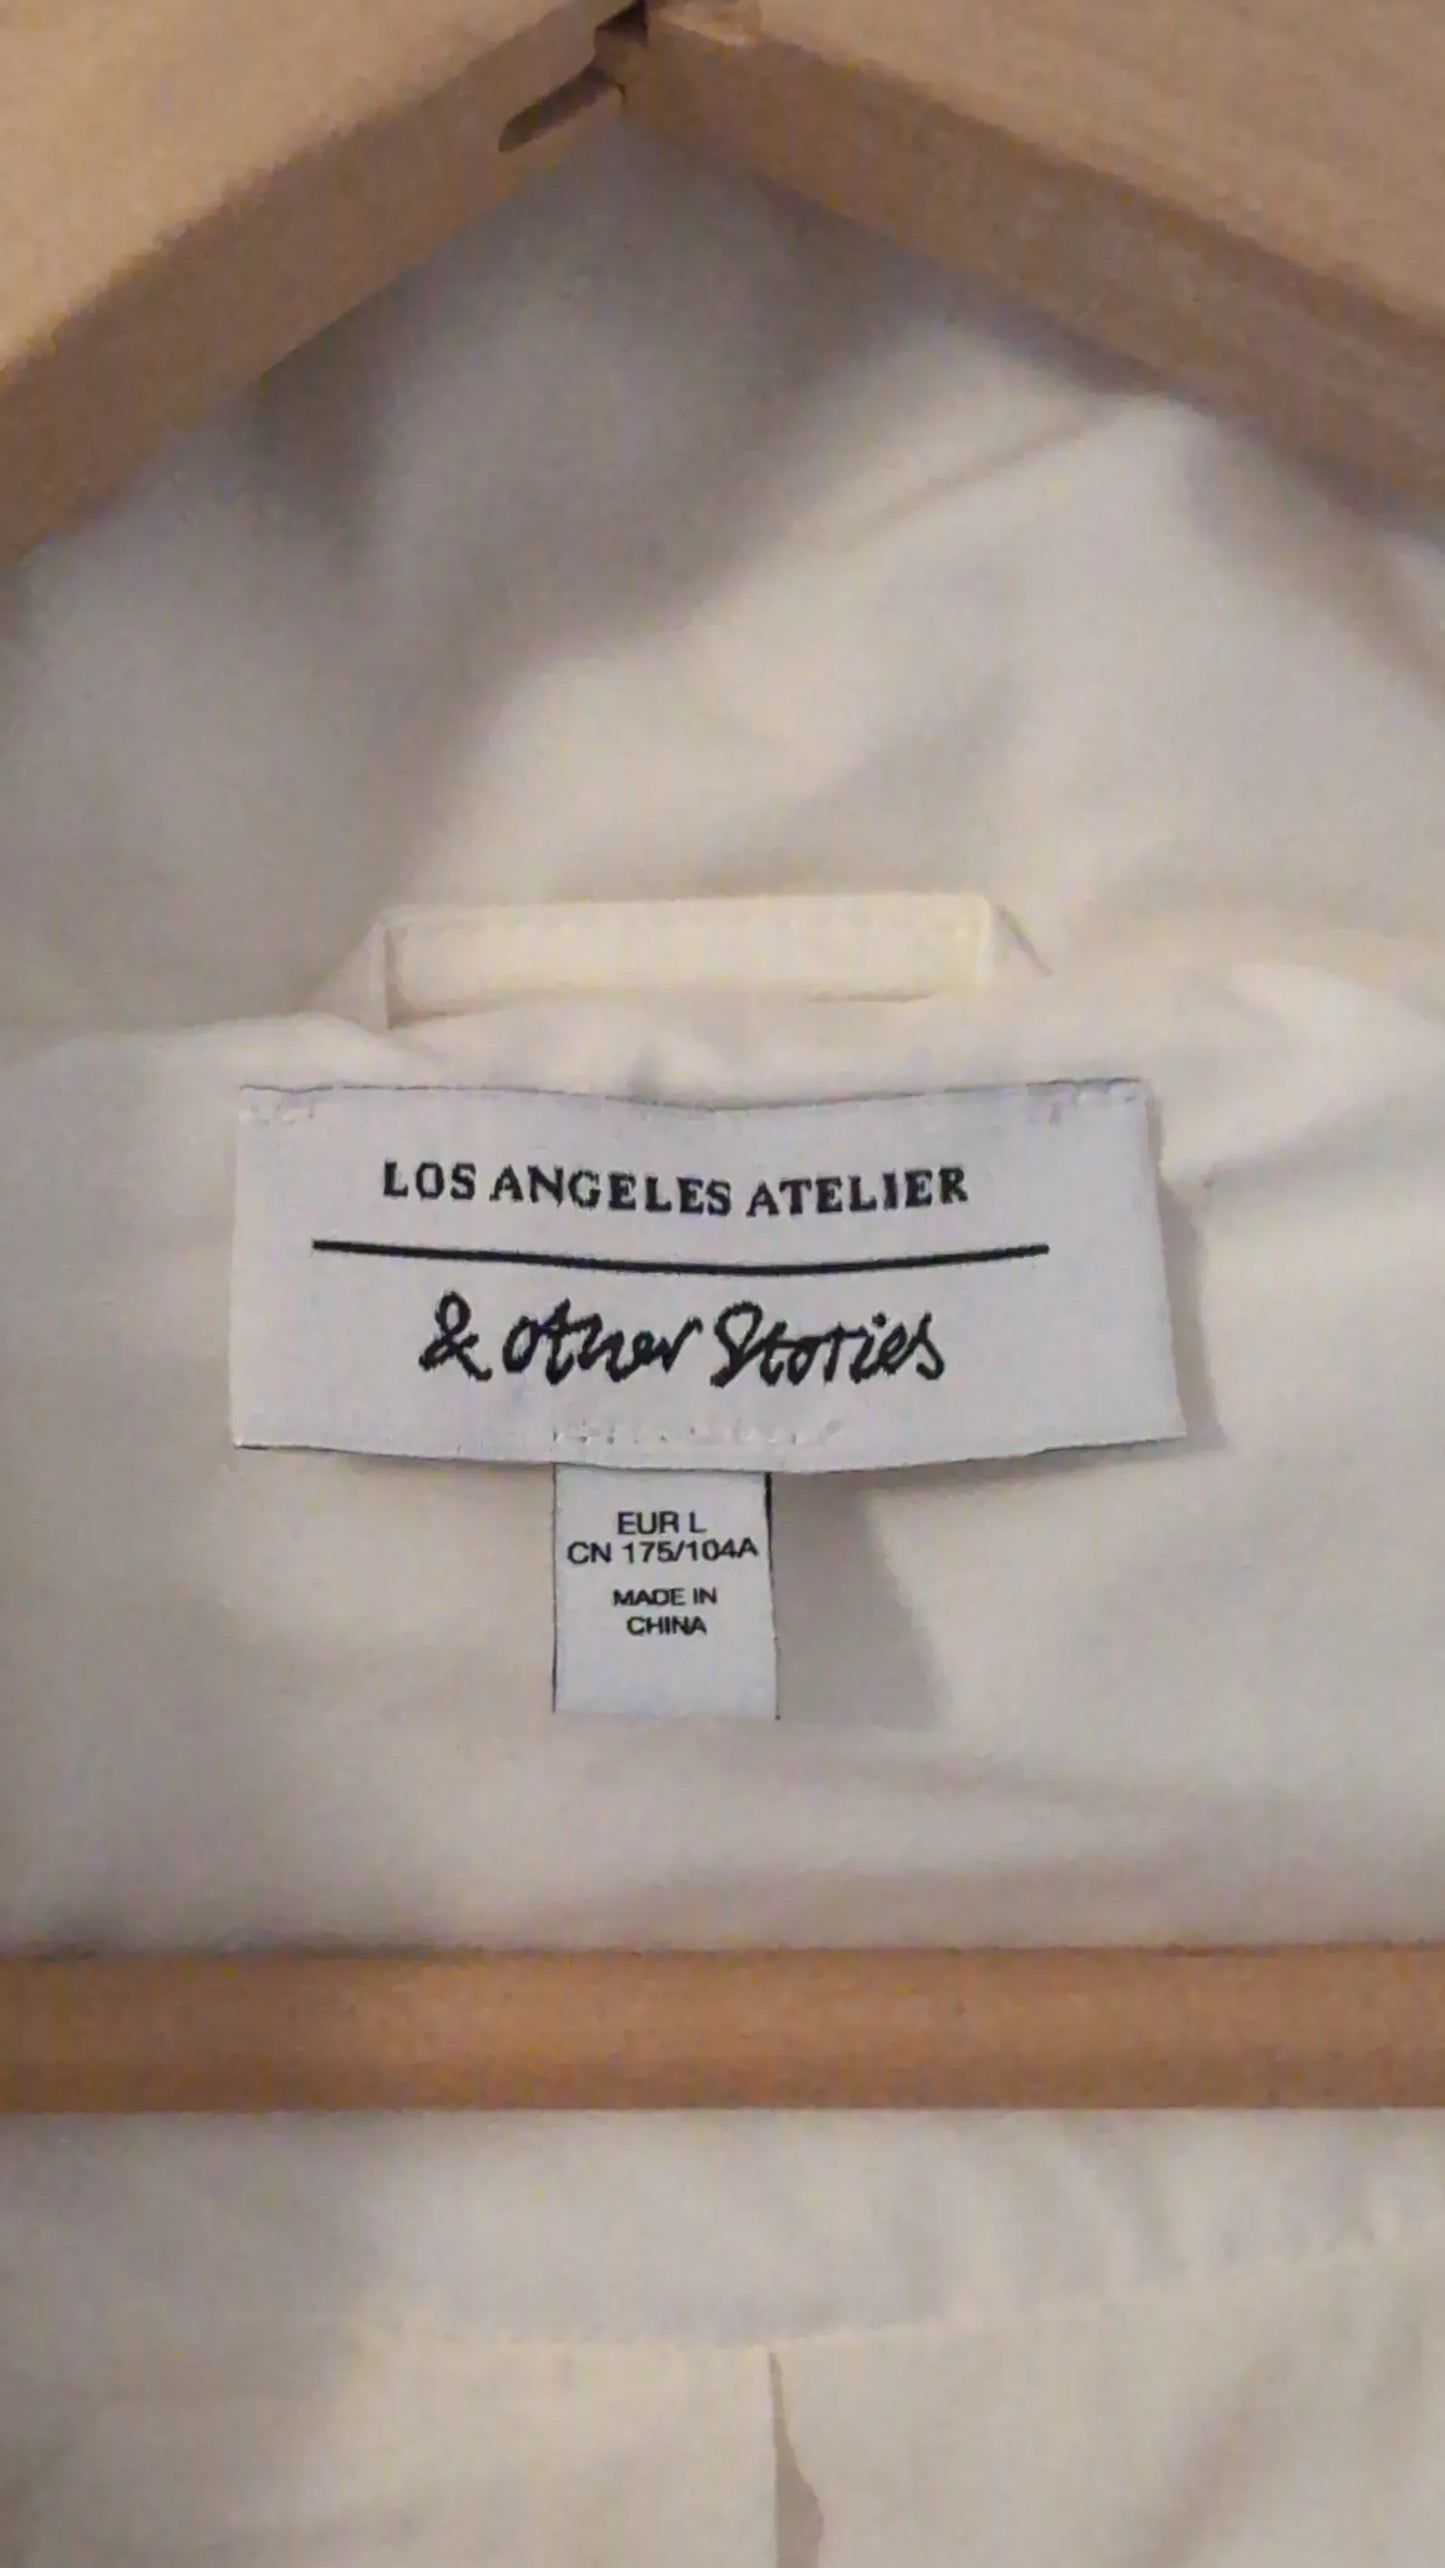 LOS ANGELES ATELIER
& other Stories
EUR L
CN 175/104A
MADE IN
CHINA